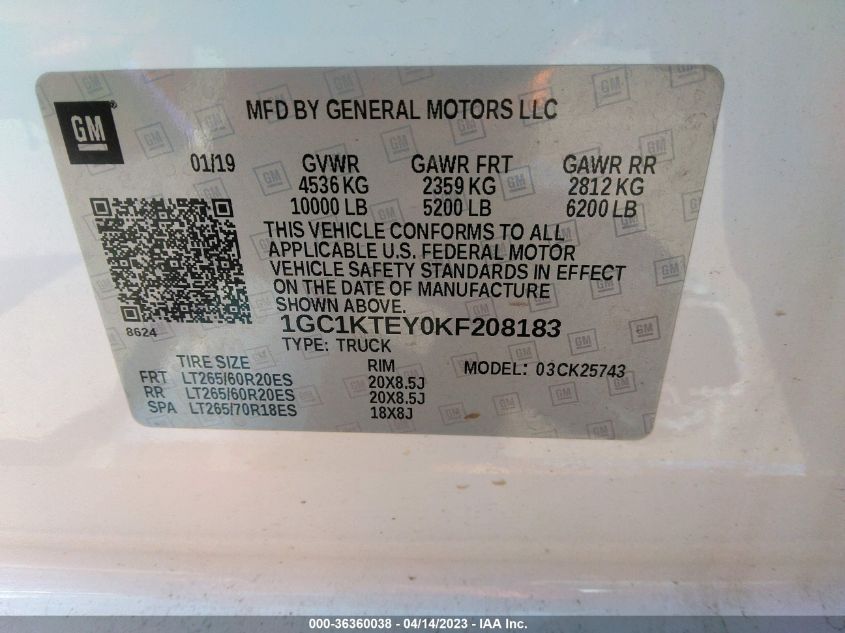 GM
MFD BY GENERAL MOTORS LLC
01/19 GVWR GAWR FRT GAWR RR
4536 KG 2359 KG 2812 KG
10000 LB 5200 LB 6200 LB
THIS VEHICLE CONFORMS TO ALL
APPLICABLE U.S. FEDERAL MOTOR
VEHICLE SAFETY STANDARDS IN EFFECT
ON THE DATE OF MANUFACTURE
SHOWN ABOVE.
8624
1GC1KTEY0KF208183
TYPE: TRUCK
TIRE SIZE RIM MODEL: 03CK25743
FRT LT265/60R20ES 20X8.5J
RR LT265/60R20ES 20X8.5J
SPA LT265/70R18ES 18X8J
000-36360038 - 04/14/2023 - IAA Inc.